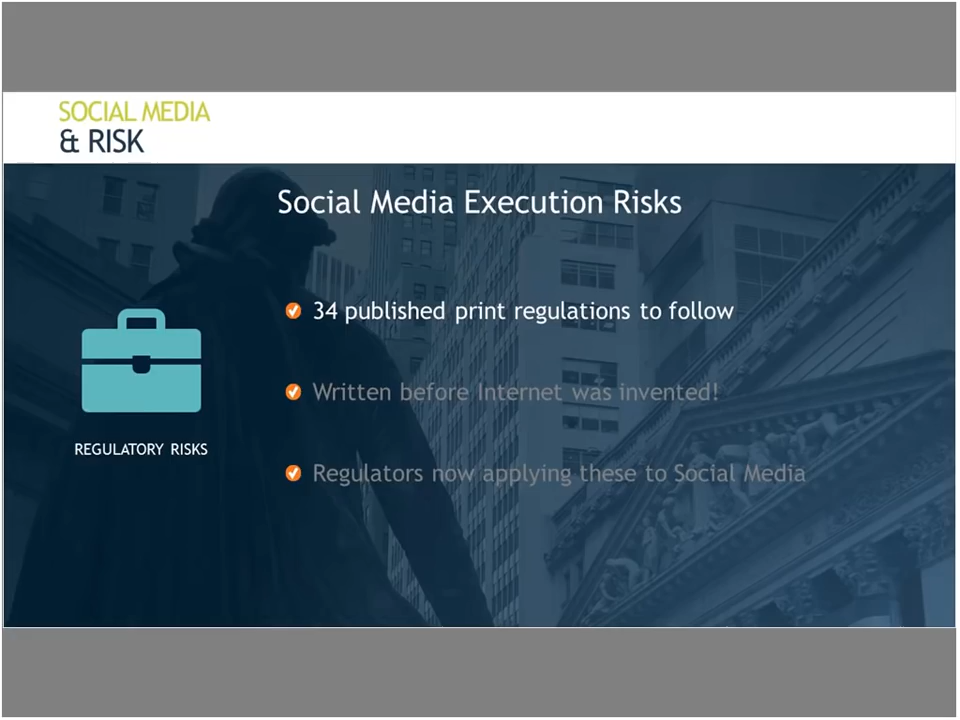 SOCIAL MEDIA
& RISK
Social Media Execution Risks
34 published print regulations to follow
Written before Internet was invented!
Regulators now applying these to Social Media
REGULATORY RISKS